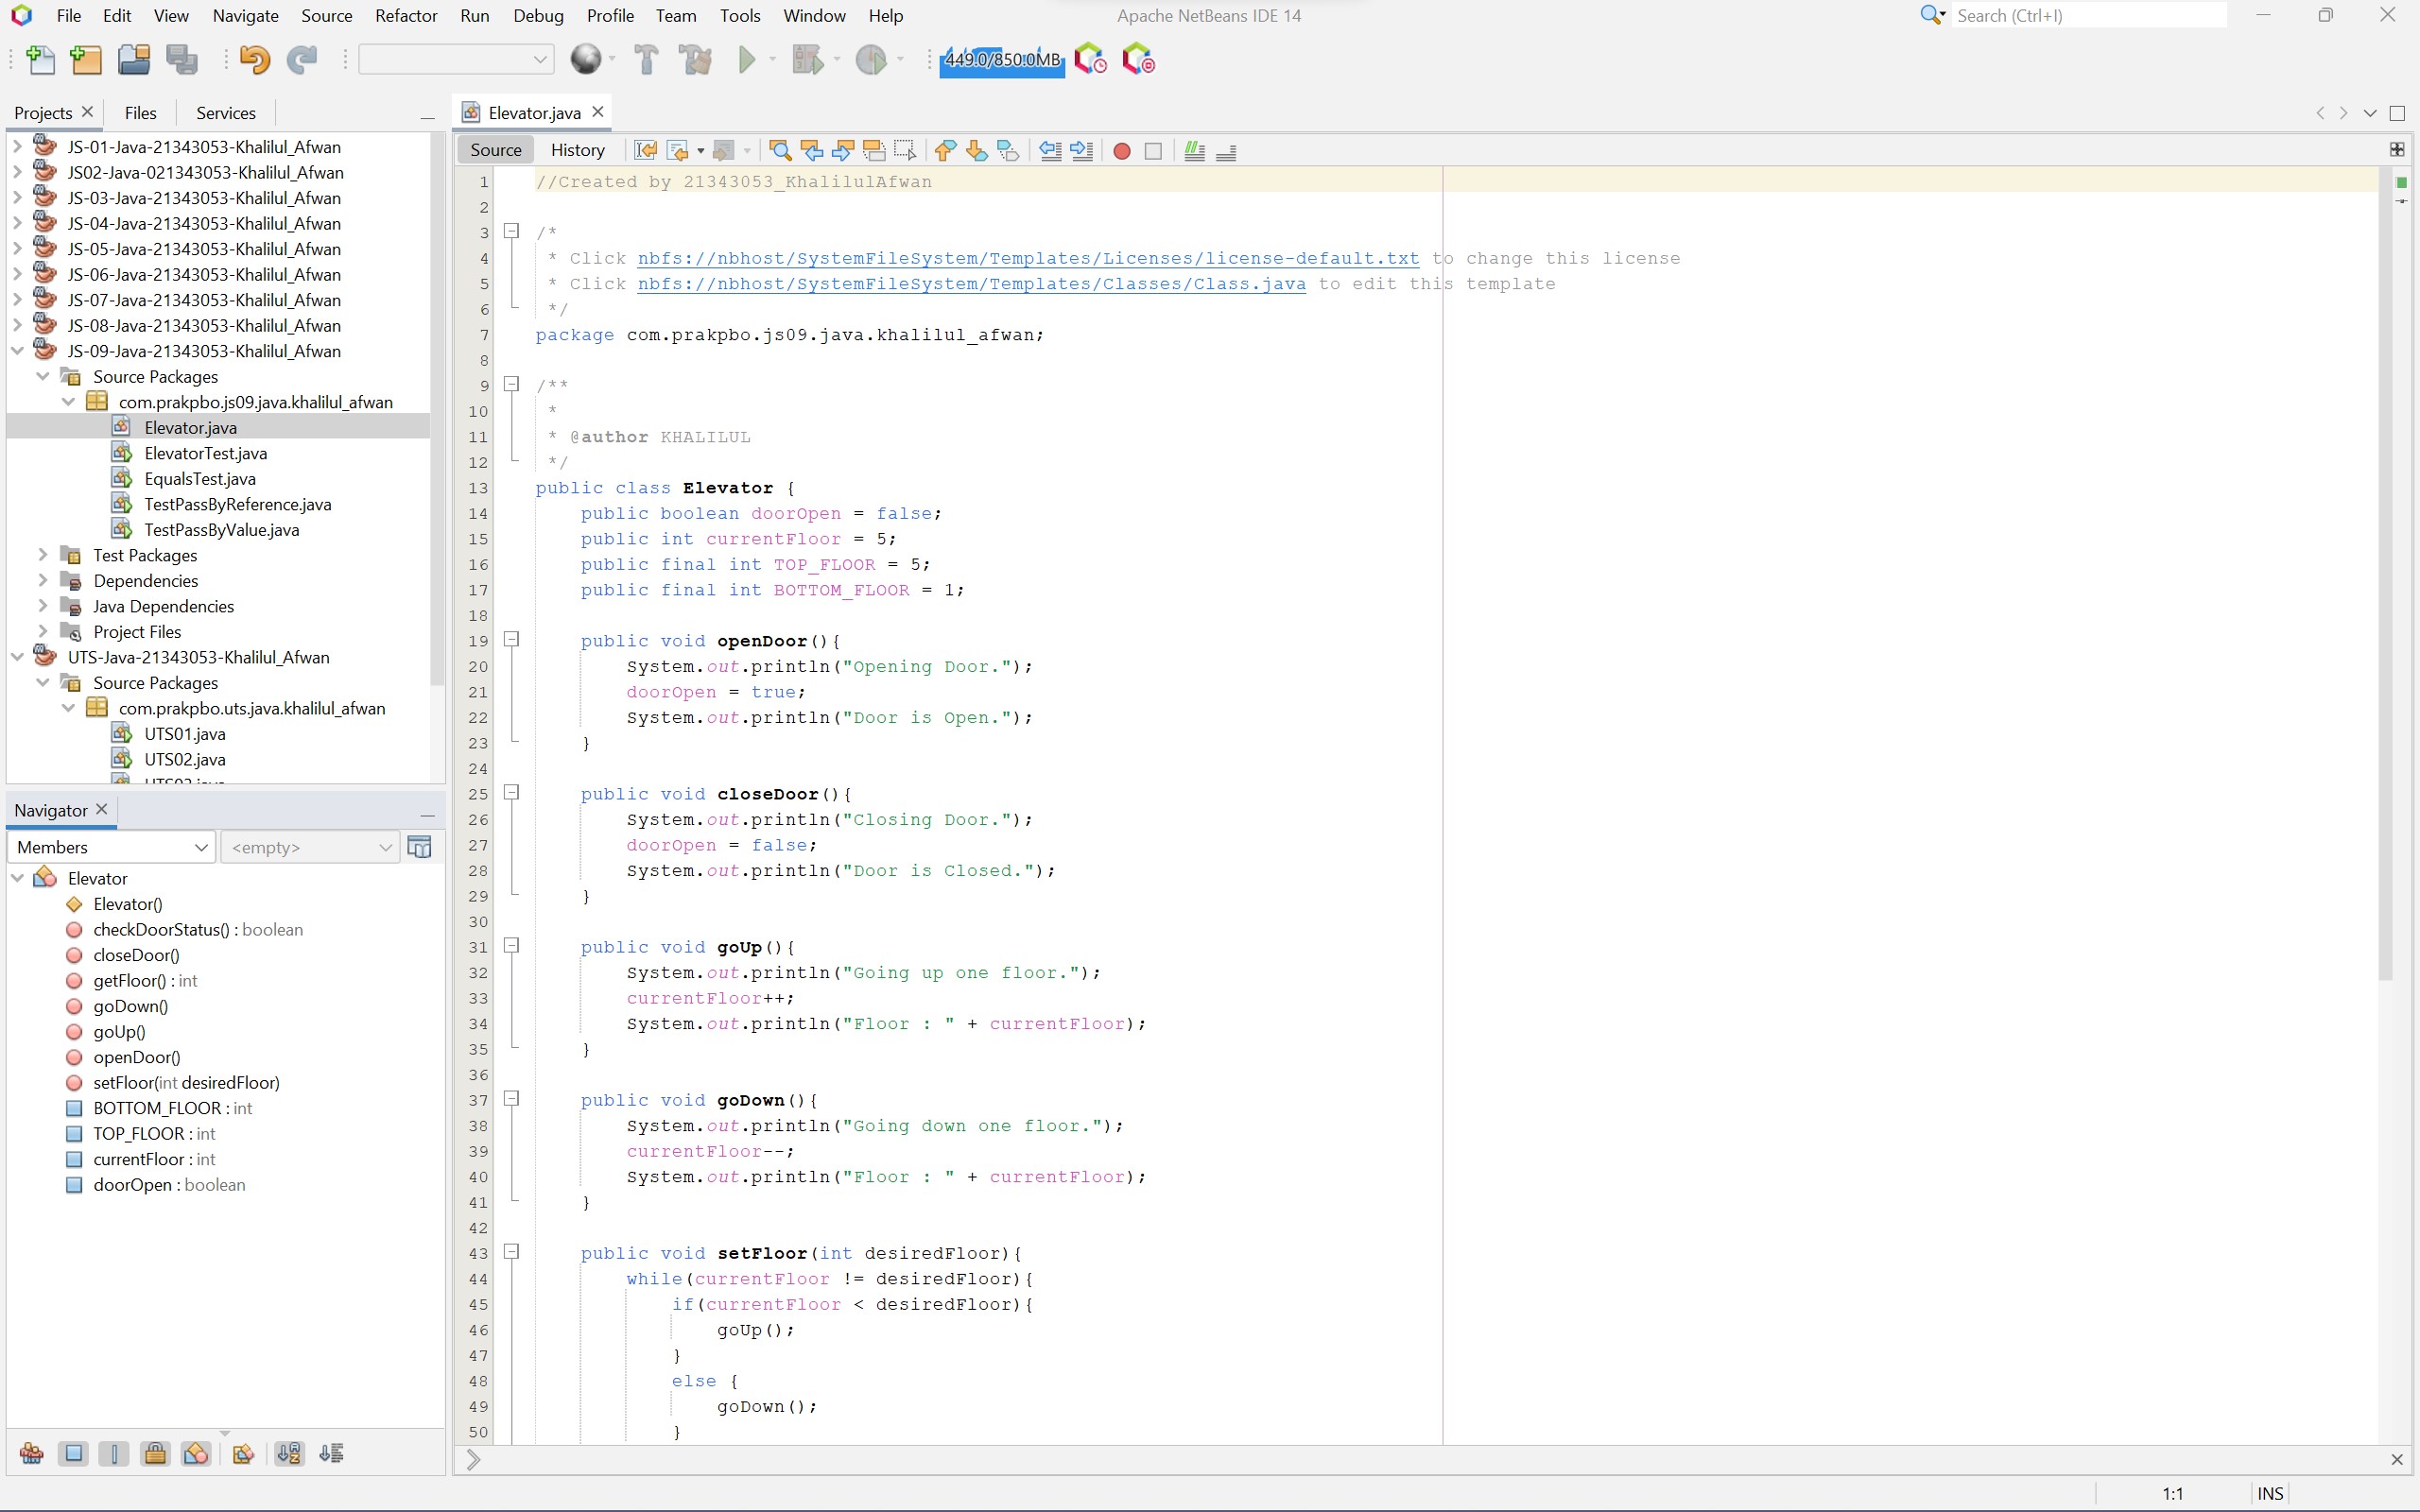 File Edit View Navigate Source Refactor Run Debug Profile Team Tools Window Help
Apache NetBeans IDE 14
Search (Ctrl+I)
449.0/850.0MB
Projects
Files
Services
JS-01-Java-21343053-Khalilul_Afwan
JS02-Java-021343053-Khalilul_Afwan
JS-03-Java-21343053-Khalilul_Afwan
JS-04-Java-21343053-Khalilul_Afwan
JS-05-Java-21343053-Khalilul_Afwan
JS-06-Java-21343053-Khalilul_Afwan
JS-07-Java-21343053-Khalilul_Afwan
JS-08-Java-21343053-Khalilul_Afwan
JS-09-Java-21343053-Khalilul_Afwan
Source Packages
com.prakpbo.js09.java.khalilul_afwan
Elevator.java
ElevatorTest.java
EqualsTest.java
TestPassByReference.java
TestPassByValue.java
Test Packages
Dependencies
Java Dependencies
Project Files
UTS-Java-21343053-Khalilul_Afwan
Source Packages
com.prakpbo.uts.java.khalilul_afwan
UTS01.java
UTS02.java
Navigator
Members
<empty>
Elevator
Elevator()
checkDoorStatus() : boolean
closeDoor()
getFloor() : int
goDown()
goUp()
openDoor()
setFloor(int desiredFloor)
BOTTOM_FLOOR : int
TOP_FLOOR : int
currentFloor : int
doorOpen : boolean
Elevator.java
Source History
1 //Created by 21343053_KhalilulAfwan
2
3 /*
4 * Click nbfs://nbhost/SystemFileSystem/Templates/Licenses/license-default.txt to change this license
5 * Click nbfs://nbhost/SystemFileSystem/Templates/Classes/Class.java to edit this template
6 */
7 package com.prakpbo.js09.java.khalilul_afwan;
8
9 /**
10 *
11 * @author KHALILUL
12 */
13 public class Elevator {
14 public boolean doorOpen = false;
15 public int currentFloor = 5;
16 public final int TOP_FLOOR = 5;
17 public final int BOTTOM_FLOOR = 1;
18
19 public void openDoor(){
20 System.out.println("Opening Door.");
21 doorOpen = true;
22 System.out.println("Door is Open.");
23 }
24
25 public void closeDoor(){
26 System.out.println("Closing Door.");
27 doorOpen = false;
28 System.out.println("Door is Closed.");
29 }
30
31 public void goUp(){
32 System.out.println("Going up one floor.");
33 currentFloor++;
34 System.out.println("Floor : " + currentFloor);
35 }
36
37 public void goDown(){
38 System.out.println("Going down one floor.");
39 currentFloor--;
40 System.out.println("Floor : " + currentFloor);
41 }
42
43 public void setFloor(int desiredFloor){
44 while(currentFloor != desiredFloor){
45 if(currentFloor < desiredFloor){
46 goUp();
47 }
48 else {
49 goDown();
50 }
1:1
INS